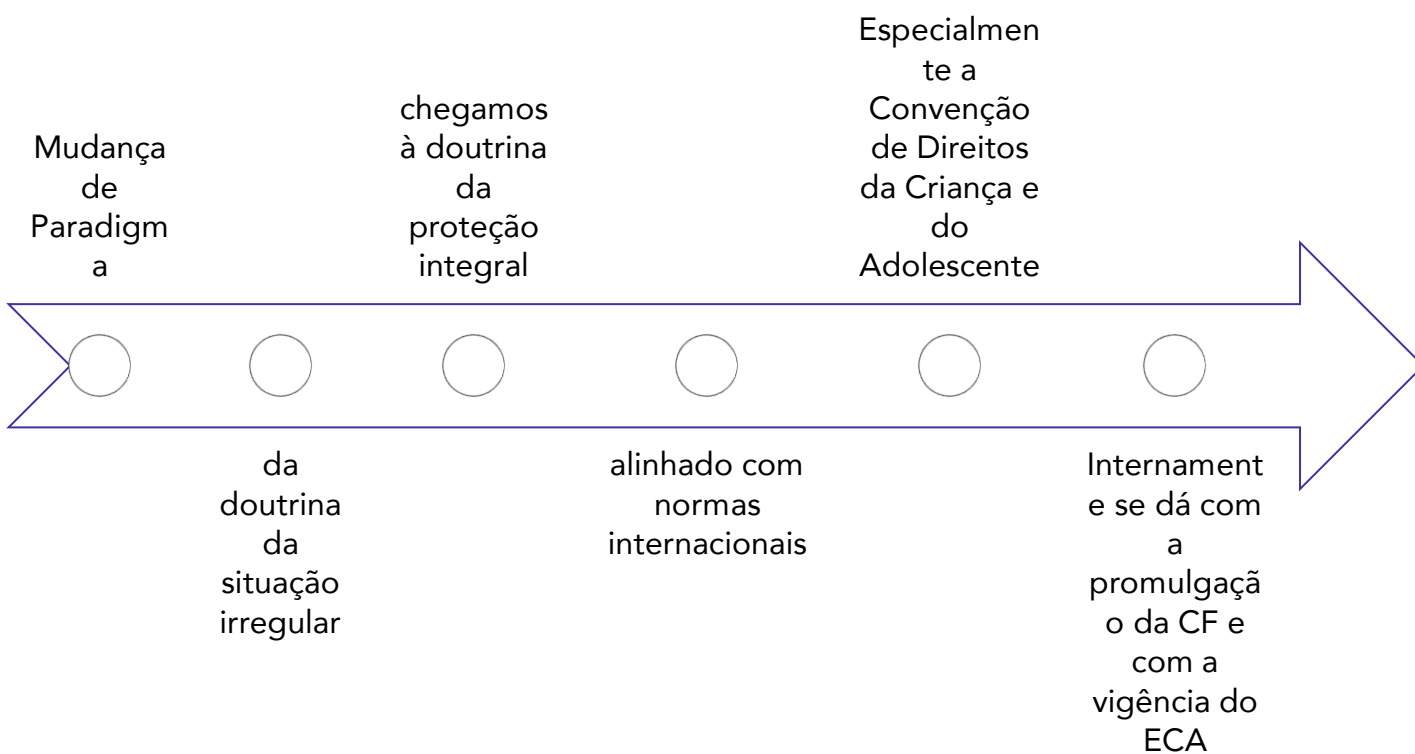 Mudança
de
Paradigm
a
da
doutrina
da
situação
irregular
chegamos
à doutrina
da
proteção
integral
alinhado com
normas
internacionais
Especialmen
te a
Convenção
de Direitos
da Criança e
do
Adolescente
Internament
e se dá com
a
promulgaçã
o da CF e
com a
vigência do
ECA